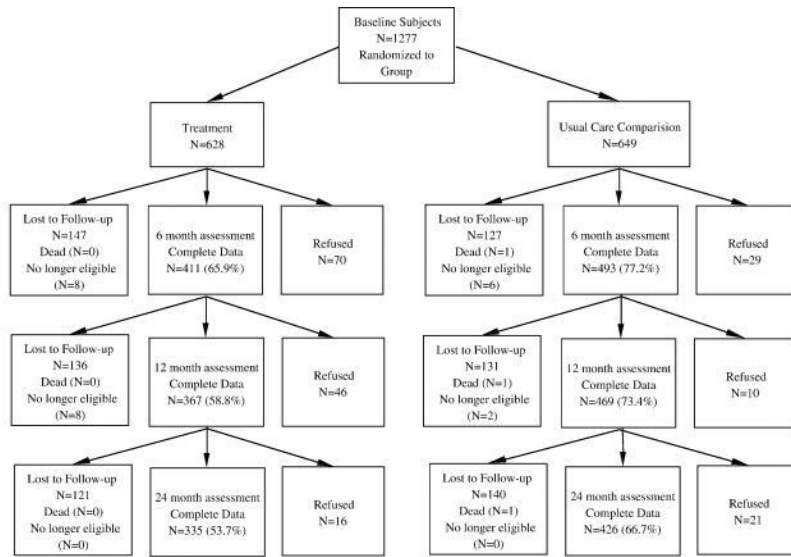 Baseline Subjects
N=1277
Randomized to
Group
Treatment
N=628
Usual Care Comparision
N=649
Lost to Follow-up
N=147
Dead (N=0)
No longer eligible
(N=8)
6 month assessment
Complete Data
N=411 (65.9%)
Refused
N=70
Lost to Follow-up
N=127
Dead (N=1)
No longer eligible
(N=6)
6 month assessment
Complete Data
N=493 (77.2%)
Refused
N=29
Lost to Follow-up
N=136
Dead (N=0)
No longer eligible
(N=8)
12 month assessment
Complete Data
N=367 (58.8%)
Refused
N=46
Lost to Follow-up
N=131
Dead (N=1)
No longer eligible
(N=2)
12 month assessment
Complete Data
N=469 (73.4%)
Refused
N=10
Lost to Follow-up
N=121
Dead (N=0)
No longer eligible
(N=0)
24 month assessment
Complete Data
N=335 (53.7%)
Refused
N=16
Lost to Follow-up
N=140
Dead (N=1)
No longer eligible
(N=0)
24 month assessment
Complete Data
N=426 (66.7%)
Refused
N=21